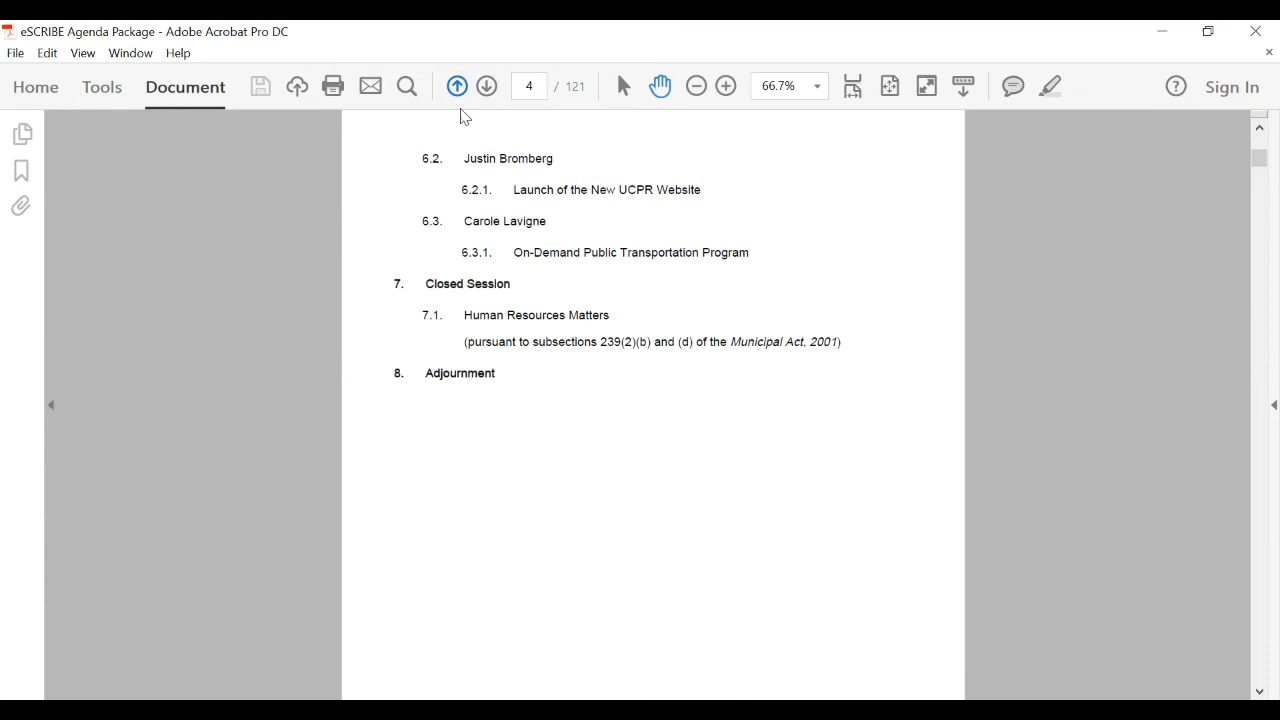 eSCRIBE Agenda Package - Adobe Acrobat Pro DC
File Edit View Window Help
Home Tools Document 4 / 121 66.7% Sign In
6.2. Justin Bromberg
6.2.1. Launch of the New UCPR Website
6.3. Carole Lavigne
6.3.1. On-Demand Public Transportation Program
7. Closed Session
7.1. Human Resources Matters
(pursuant to subsections 239(2)(b) and (d) of the Municipal Act, 2001)
8. Adjournment